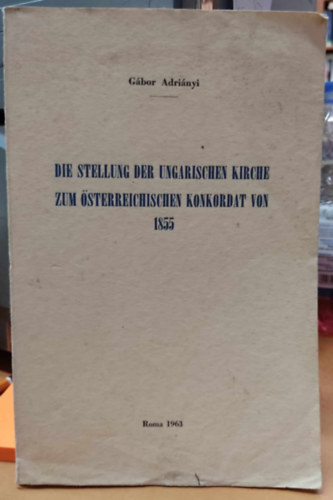 Gábor Adriányi
DIE STELLUNG DER UNGARISCHEN KIRCHE
ZUM ÖSTERREICHISCHEN KONKORDAT VON
1855
Roma 1963